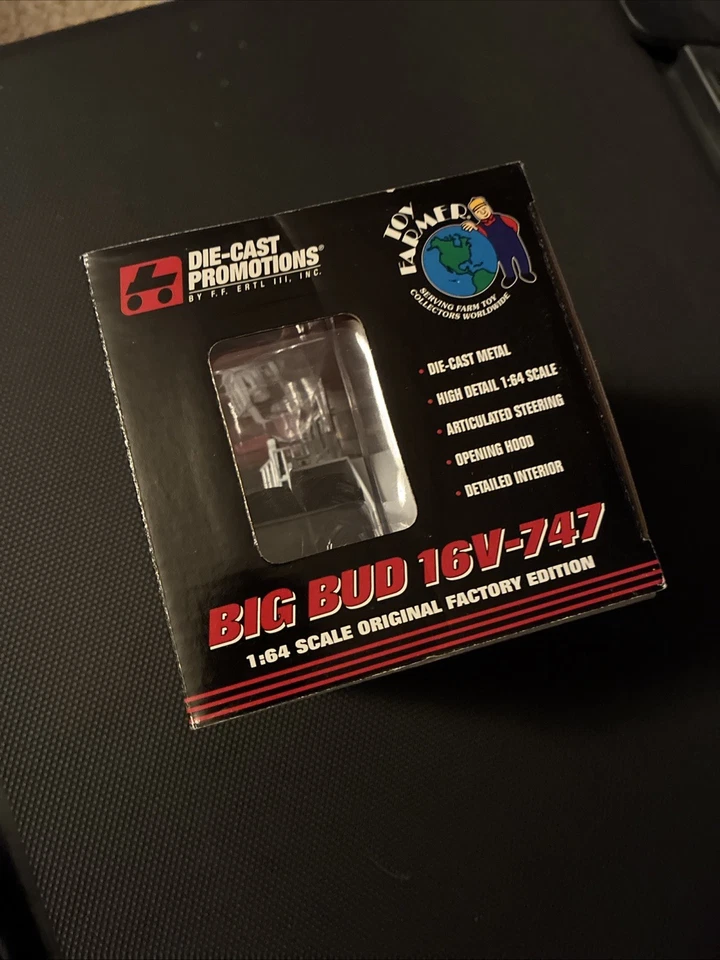 DIE-CAST
PROMOTIONS®
BY F.F. ERTL III, INC.
TOY
FARMER
SERVING FARM TOY
COLLECTORS WORLDWIDE
• DIE-CAST METAL
• HIGH DETAIL 1:64 SCALE
• ARTICULATED STEERING
• OPENING HOOD
• DETAILED INTERIOR
BIG BUD 16V-747
1:64 SCALE ORIGINAL FACTORY EDITION